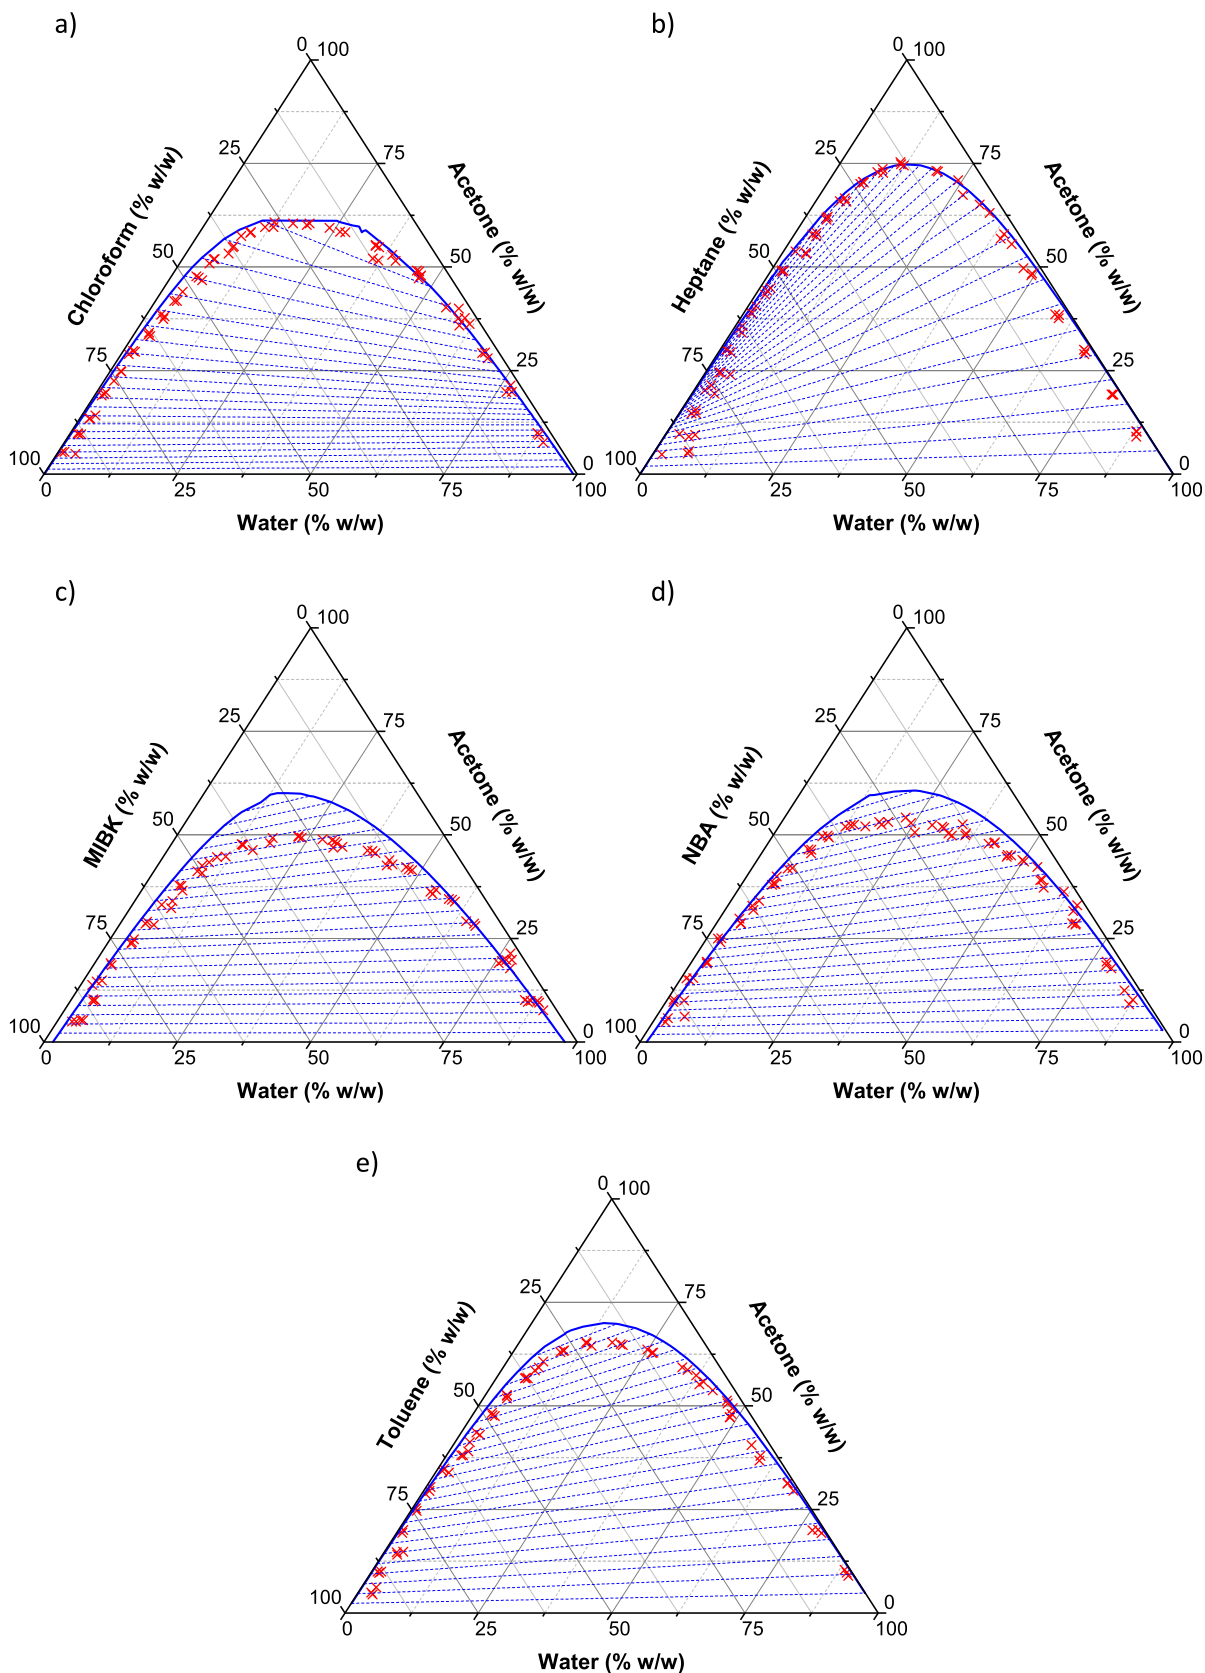 a)
0 100
25
75
Chloroform (% w/w)
Acetone (% w/w)
50
50
75
25
100
0
0 25 50 75 100
Water (% w/w)
b)
0 100
25
75
Heptane (% w/w)
Acetone (% w/w)
50
50
75
25
100
0
0 25 50 75 100
Water (% w/w)
c)
0 100
25
75
MIBK (% w/w)
Acetone (% w/w)
50
50
75
25
100
0
0 25 50 75 100
Water (% w/w)
d)
0 100
25
75
NBA (% w/w)
Acetone (% w/w)
50
50
75
25
100
0
0 25 50 75 100
Water (% w/w)
e)
0 100
25
75
Toluene (% w/w)
Acetone (% w/w)
50
50
75
25
100
0
0 25 50 75 100
Water (% w/w)